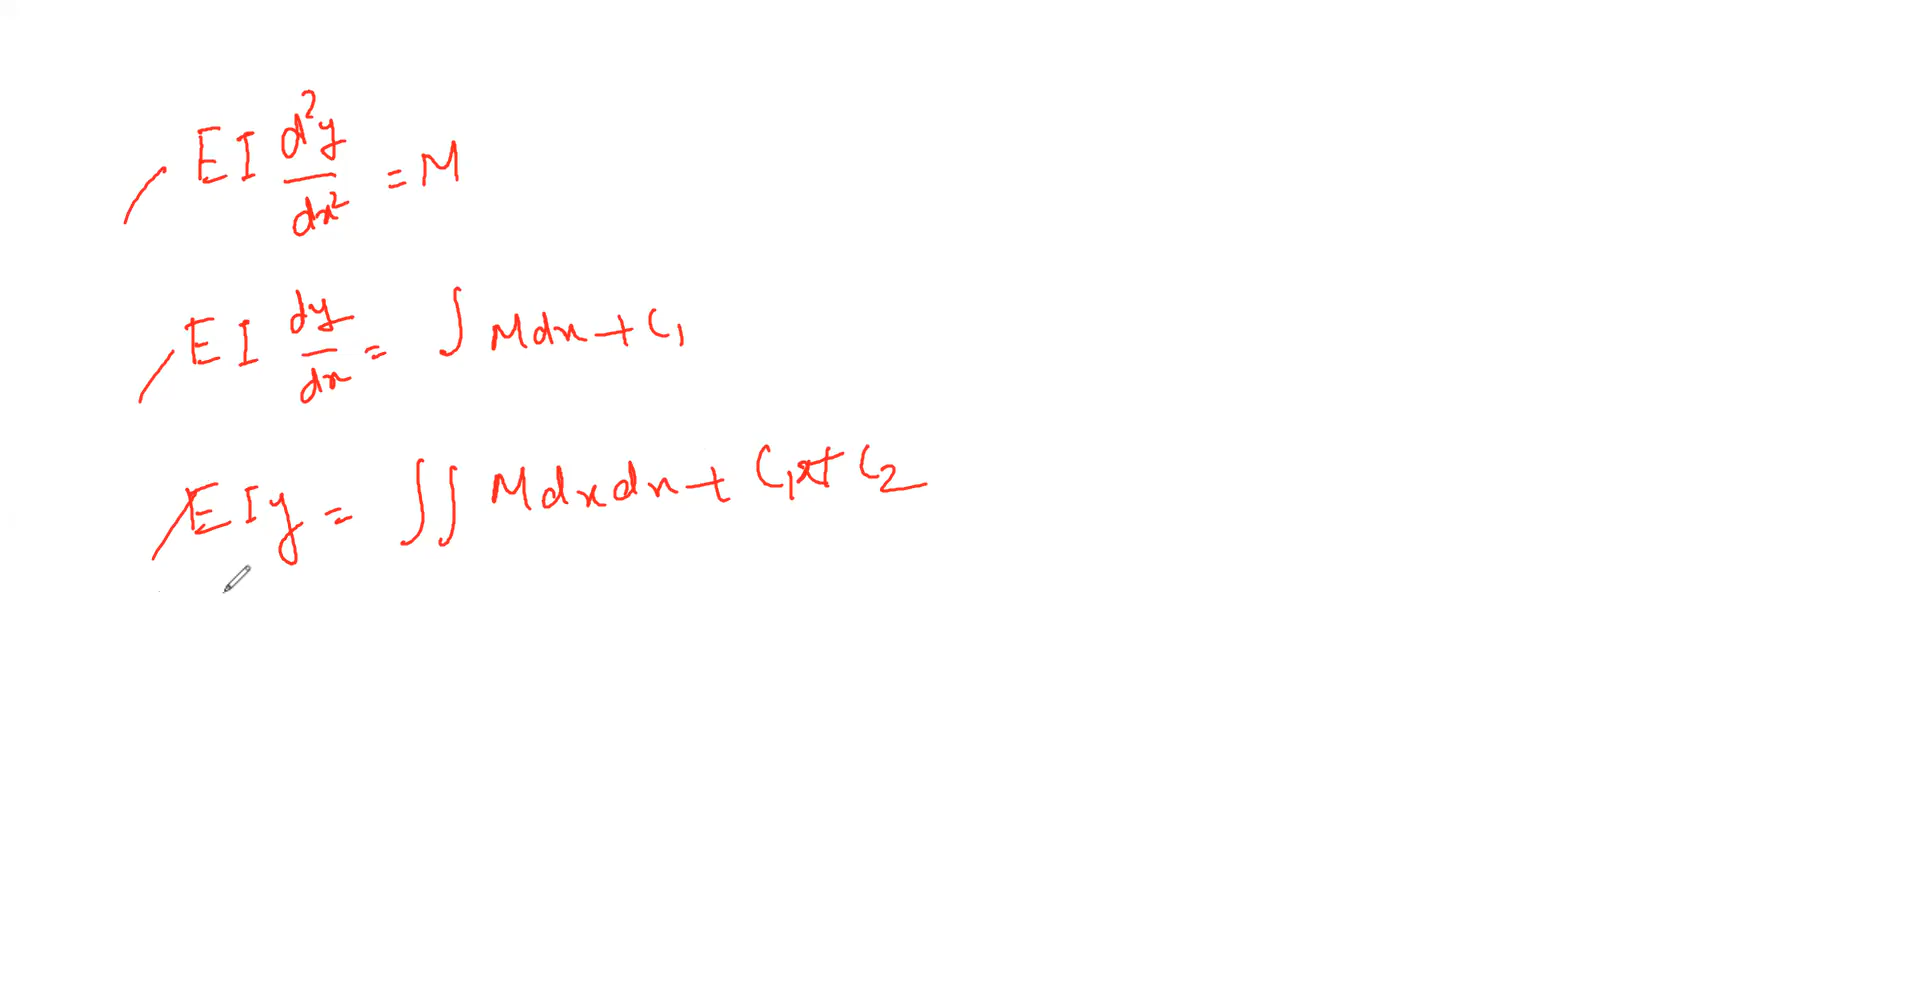 EI d²y/dx² = M
EI dy/dx = ∫ M dx + C₁
EIy = ∫∫ M dx dx + C₁x + C₂